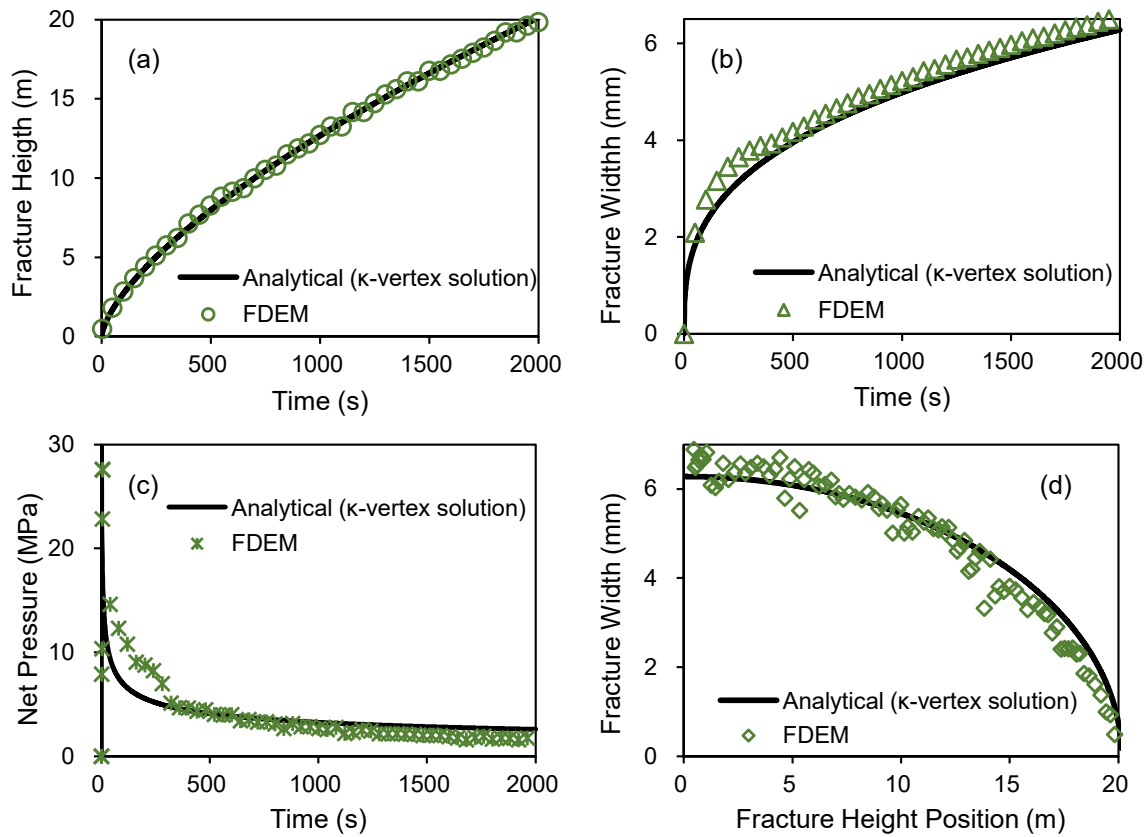 (a)
Fracture Heigth (m)
20
15
10
5
0
Analytical (κ-vertex solution)
FDEM
0 500 1000 1500 2000
Time (s)
(b)
Fracture Widthh (mm)
6
4
2
0
Analytical (κ-vertex solution)
FDEM
0 500 1000 1500 2000
Time (s)
(c)
Net Pressure (MPa)
30
20
10
0
Analytical (κ-vertex solution)
FDEM
0 500 1000 1500 2000
Time (s)
(d)
Fracture Width (mm)
6
4
2
0
Analytical (κ-vertex solution)
FDEM
0 5 10 15 20
Fracture Height Position (m)